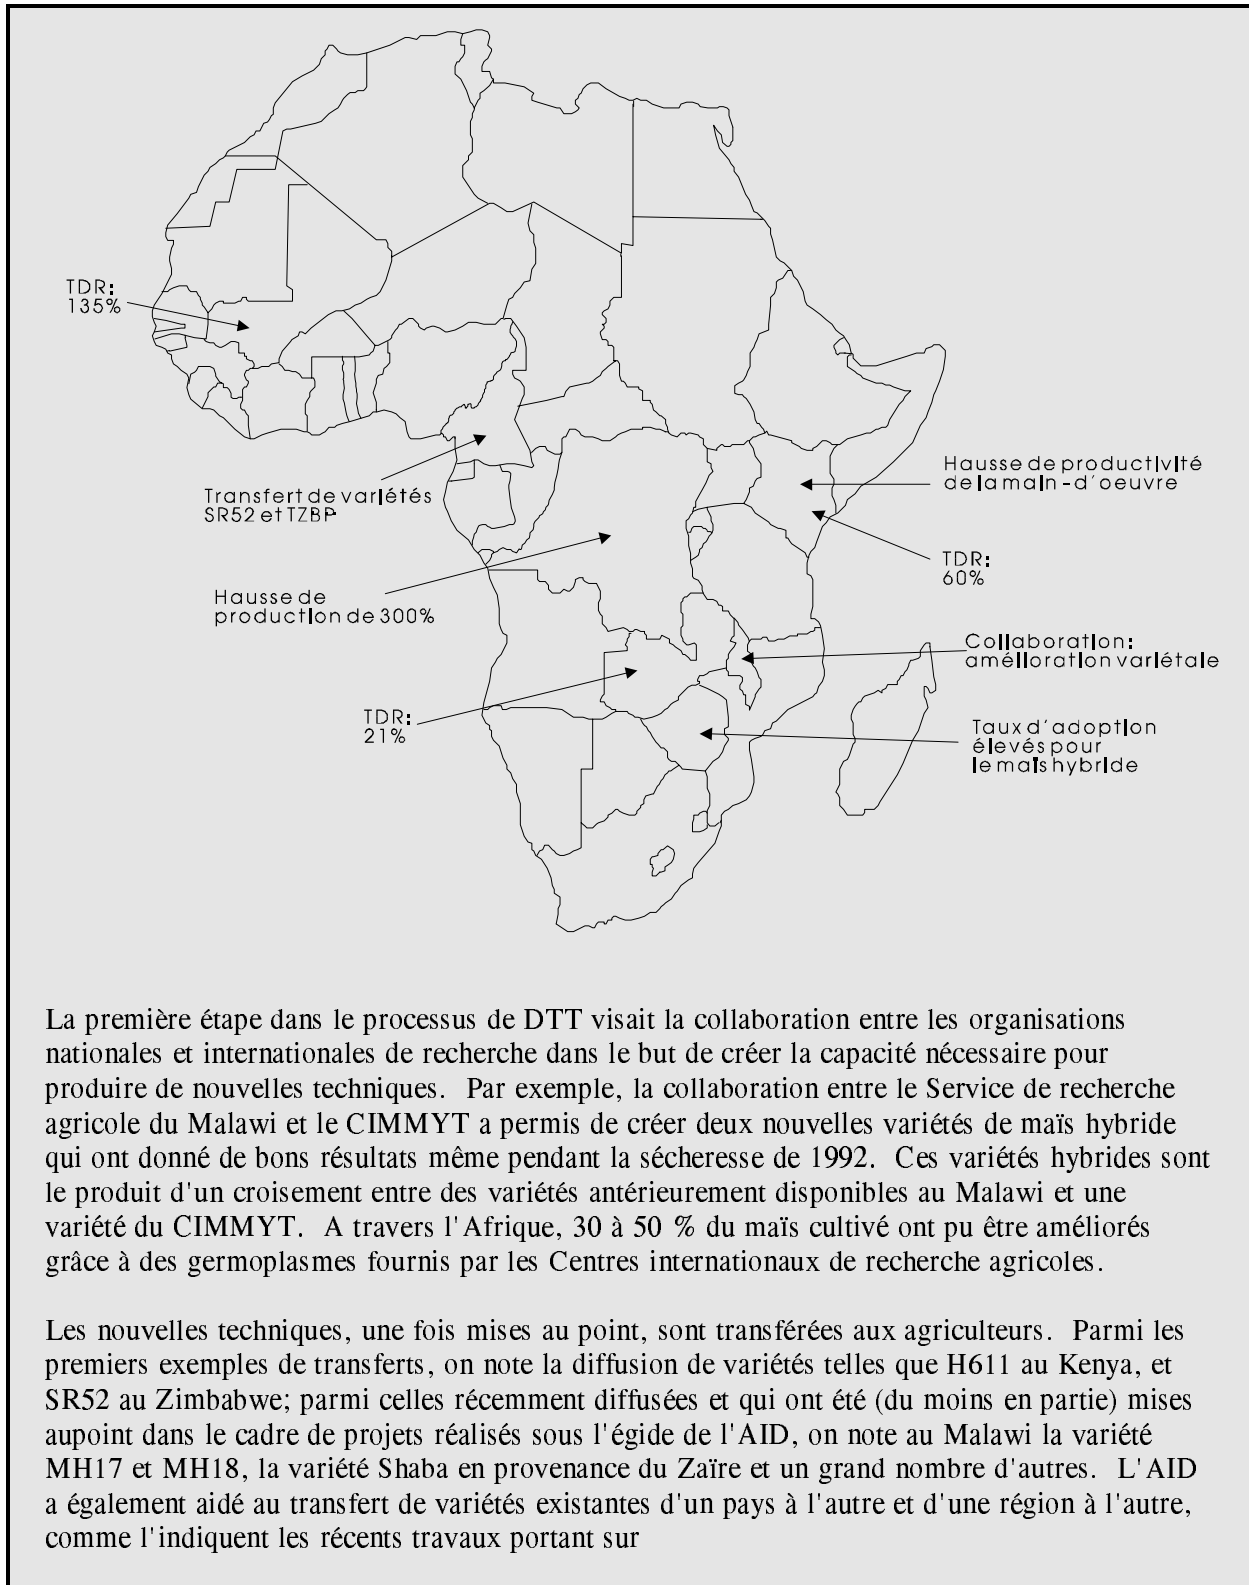 TDR:
135%
Transfert de variétés
SR52 et TZBP
Hausse de
production de 300%
TDR:
21%
Hausse de productivité
de la main-d'oeuvre
TDR:
60%
Collaboration:
amélloration variétale
Taux d'adoption
élevés pour
le maïs hybride
La première étape dans le processus de DTT visait la collaboration entre les organisations
nationales et internationales de recherche dans le but de créer la capacité nécessaire pour
produire de nouvelles techniques. Par exemple, la collaboration entre le Service de recherche
agricole du Malawi et le CIMMYT a permis de créer deux nouvelles variétés de maïs hybride
qui ont donné de bons résultats même pendant la sécheresse de 1992. Ces variétés hybrides sont
le produit d'un croisement entre des variétés antérieurement disponibles au Malawi et une
variété du CIMMYT. A travers l'Afrique, 30 à 50 % du maïs cultivé ont pu être améliorés
grâce à des germoplasmes fournis par les Centres internationaux de recherche agricoles.
Les nouvelles techniques, une fois mises au point, sont transférées aux agriculteurs. Parmi les
premiers exemples de transferts, on note la diffusion de variétés telles que H611 au Kenya, et
SR52 au Zimbabwe; parmi celles récemment diffusées et qui ont été (du moins en partie) mises
aupoint dans le cadre de projets réalisés sous l'égide de l'AID, on note au Malawi la variété
MH17 et MH18, la variété Shaba en provenance du Zaïre et un grand nombre d'autres. L'AID
a également aidé au transfert de variétés existantes d'un pays à l'autre et d'une région à l'autre,
comme l'indiquent les récents travaux portant sur